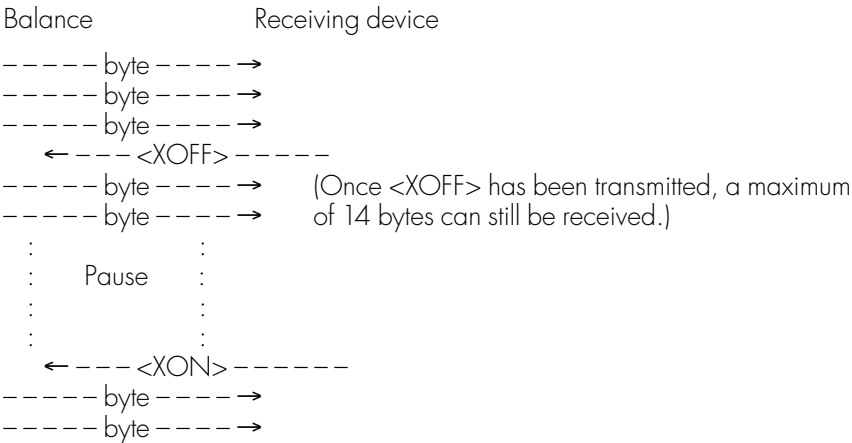 Balance Receiving device
– – – – – byte – – – – →
– – – – – byte – – – – →
– – – – – byte – – – – →
← – – – <XOFF> – – – – –
– – – – – byte – – – – → (Once <XOFF> has been transmitted, a maximum
– – – – – byte – – – – → of 14 bytes can still be received.)
: :
: Pause :
: :
: :
← – – – <XON> – – – – – –
– – – – – byte – – – – →
– – – – – byte – – – – →